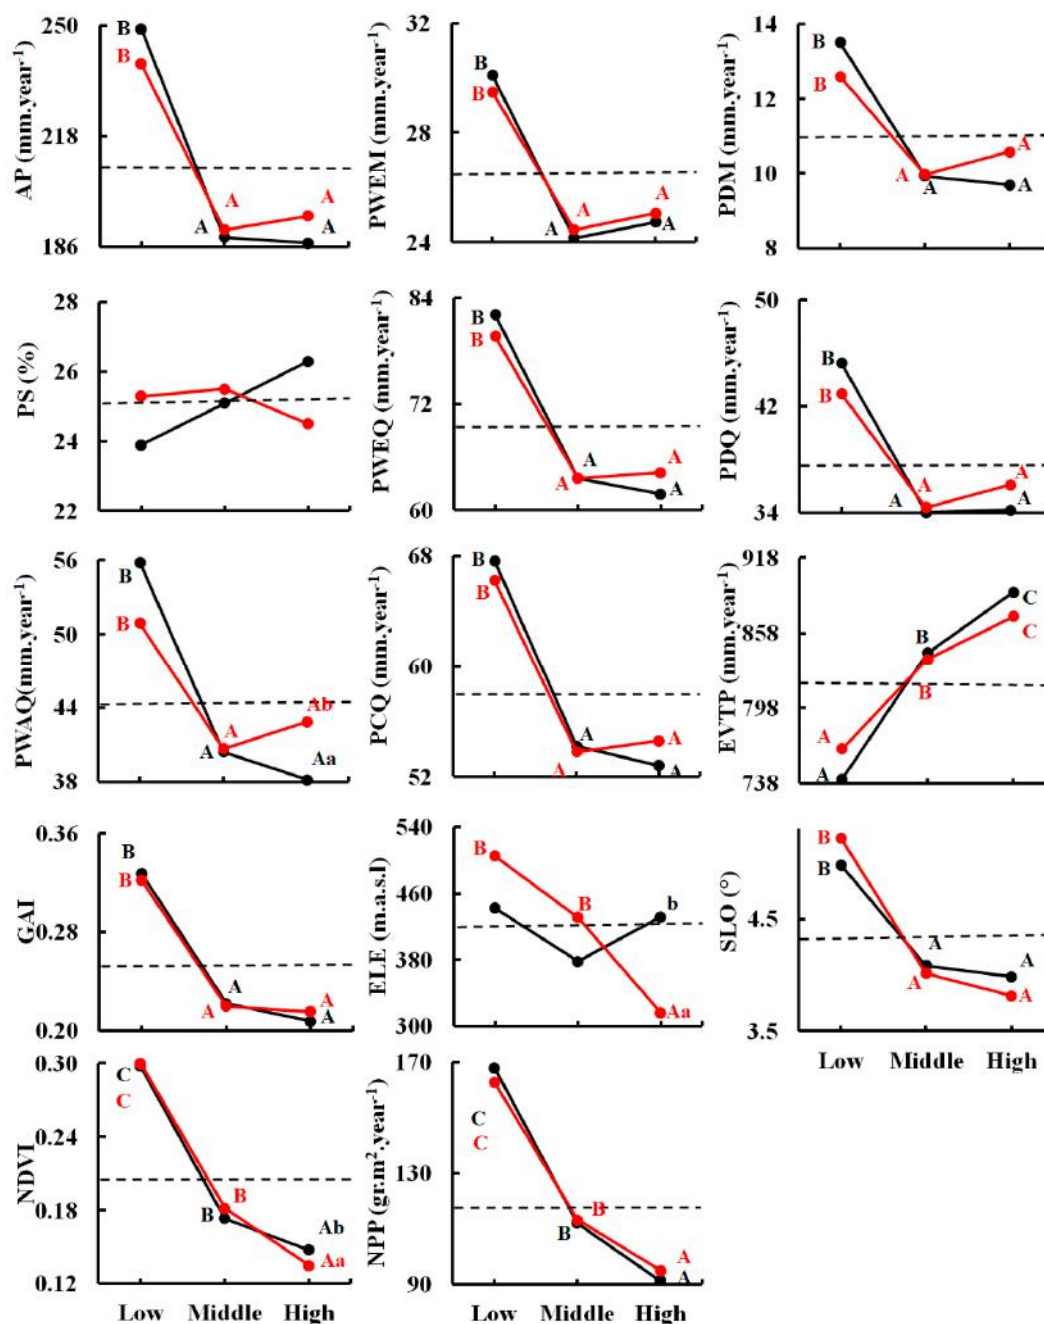 AP (mm.year-1)
250
218
186
B
B
A
A
A
A
PWEM (mm.year-1)
32
28
24
B
B
A
A
A
A
PDM (mm.year-1)
14
12
10
8
B
B
A
A
A
A
PS (%)
28
26
24
22
PWEQ (mm.year-1)
84
72
60
B
B
A
A
A
A
PDQ (mm.year-1)
50
42
34
B
B
A
A
A
A
PWAQ(mm.year-1)
56
50
44
38
B
B
A
A
Ab
Aa
PCQ (mm.year-1)
68
60
52
B
B
A
A
A
A
EVTP (mm.year-1)
918
858
798
738
A
A
B
B
C
C
GAI
0.36
0.28
0.20
B
B
A
A
A
A
ELE (m.a.s.l)
540
460
380
300
B
B
b
Aa
SLO (°)
4.5
3.5
B
B
A
A
A
A
Low Middle High
NDVI
0.30
0.24
0.18
0.12
C
C
B
B
Ab
Aa
Low Middle High
NPP (gr.m2.year-1)
170
130
90
C
C
B
B
A
A
Low Middle High